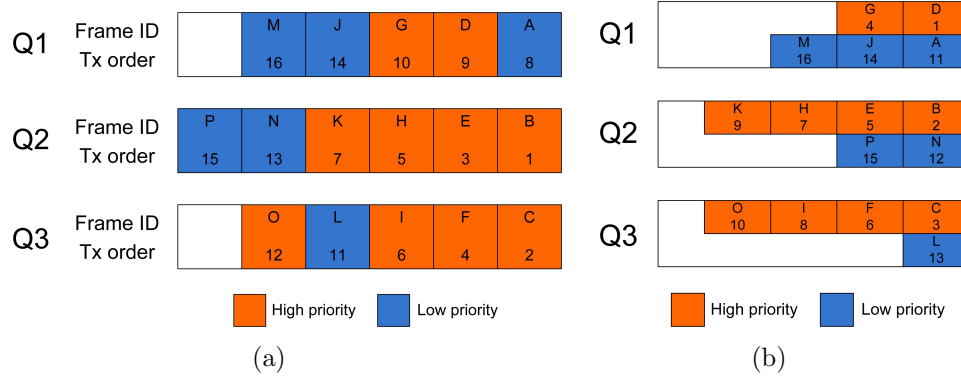 Q1 Frame ID M J G D A
Tx order 16 14 10 9 8
Q2 Frame ID P N K H E B
Tx order 15 13 7 5 3 1
Q3 Frame ID O L I F C
Tx order 12 11 6 4 2
High priority Low priority
(a)
Q1 G D
4 1
M J A
16 14 11
Q2 K H E B
9 7 5 2
P N
15 12
Q3 O I F C
10 8 6 3
L
13
High priority Low priority
(b)